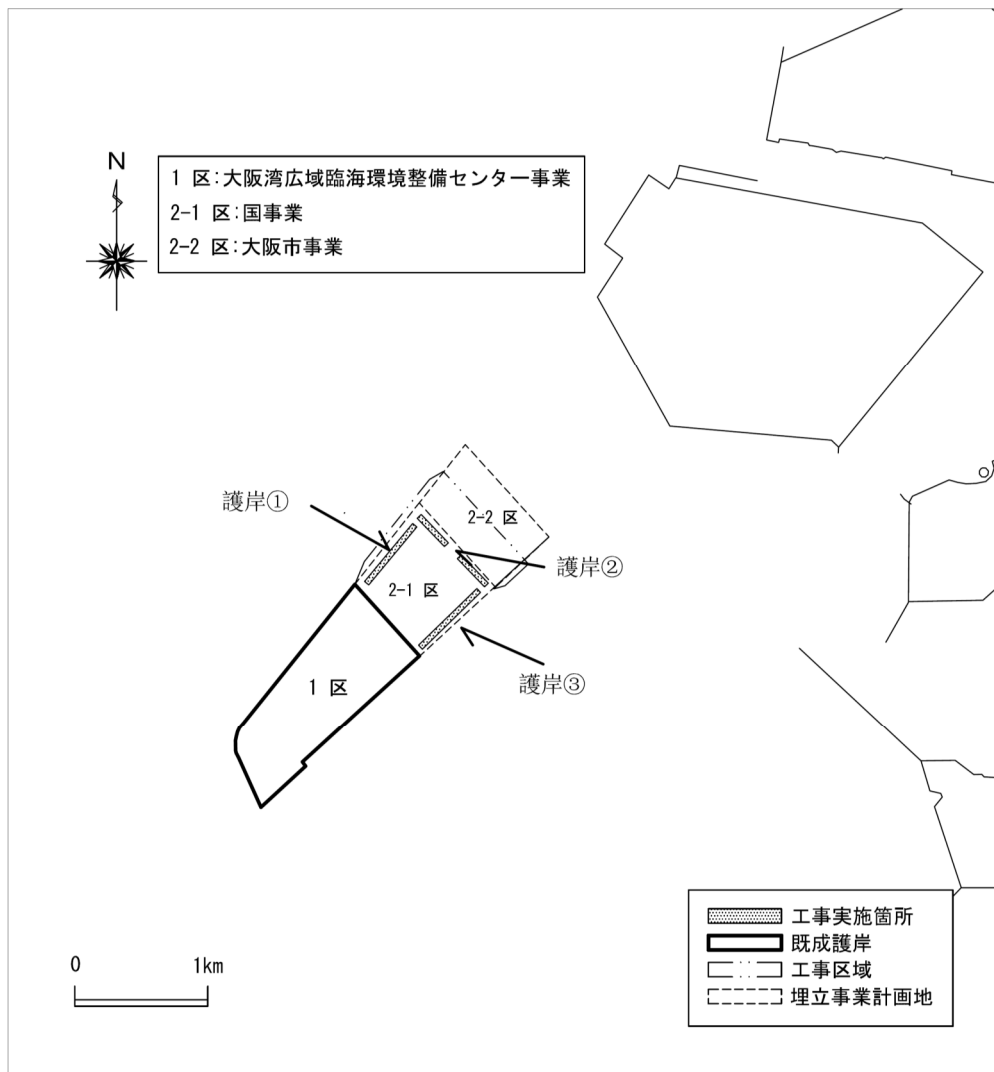 N
1 区:大阪湾広域臨海環境整備センター事業
2-1 区:国事業
2-2 区:大阪市事業
護岸①
2-2 区
護岸②
2-1 区
護岸③
1 区
0 1km
工事実施箇所
既成護岸
工事区域
埋立事業計画地